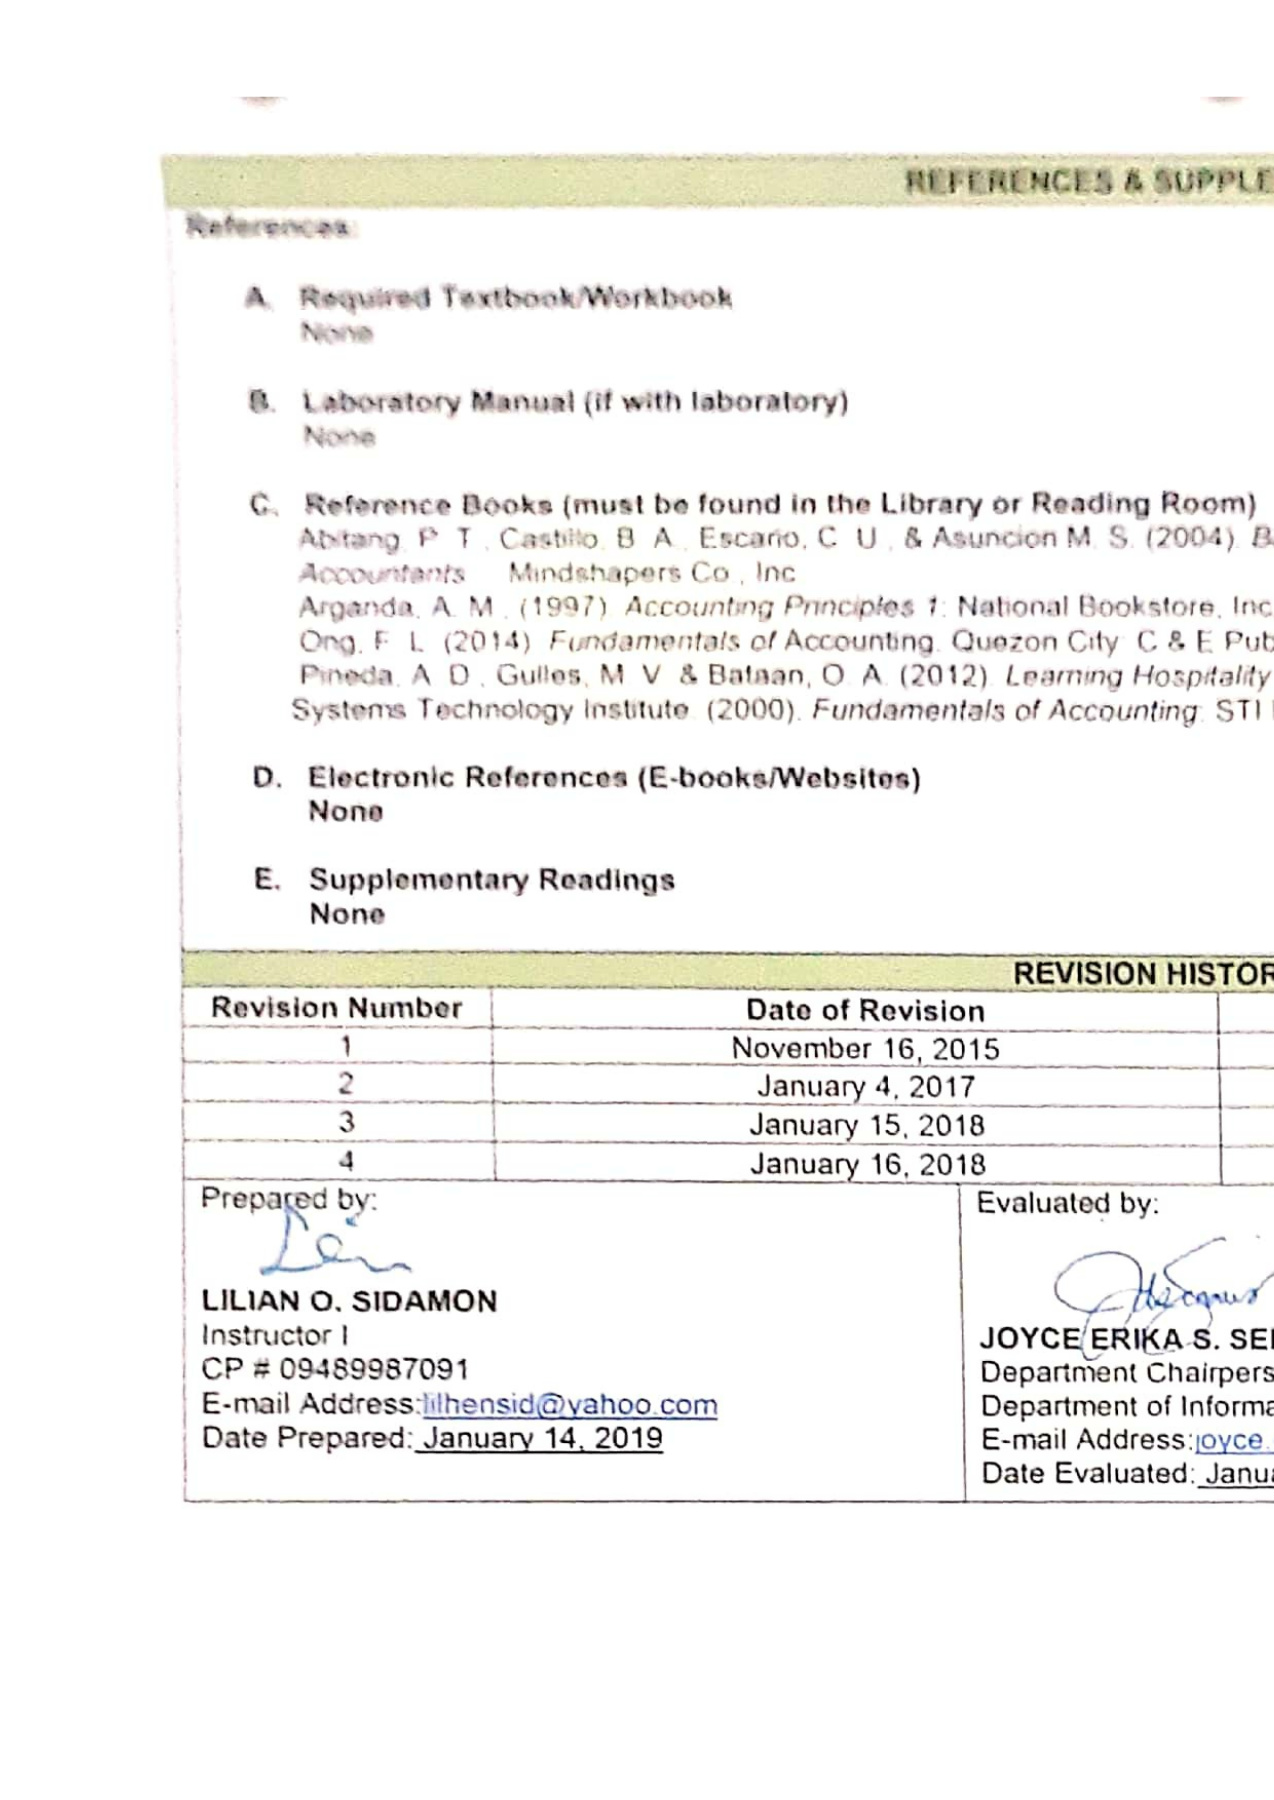 REFERENCES & SUPPLE
References:
A. Required Textbook/Workbook
None
B. Laboratory Manual (if with laboratory)
None
C. Reference Books (must be found in the Library or Reading Room)
Abitang, P. T., Castillo, B. A., Escario, C. U., & Asuncion M. S. (2004). B
Accountants Mindshapers Co., Inc
Arganda, A. M., (1997) Accounting Principles 1: National Bookstore, Inc
Ong, F. L. (2014) Fundamentals of Accounting. Quezon City C & E Pub
Pineda, A. D., Guiles, M. V. & Bataan, O. A. (2012) Learning Hospitality
Systems Technology Institute (2000). Fundamentals of Accounting: STI
D. Electronic References (E-books/Websites)
None
E. Supplementary Readings
None
REVISION HISTOR
Revision Number Date of Revision
1 November 16, 2015
2 January 4, 2017
3 January 15, 2018
4 January 16, 2018
Prepared by:
LILIAN O. SIDAMON
Instructor I
CP # 09489987091
E-mail Address:lilhensid@yahoo.com
Date Prepared: January 14, 2019
Evaluated by:
JOYCE ERIKA S. SE
Department Chairpers
Department of Informa
E-mail Address:joyce.
Date Evaluated: Janu